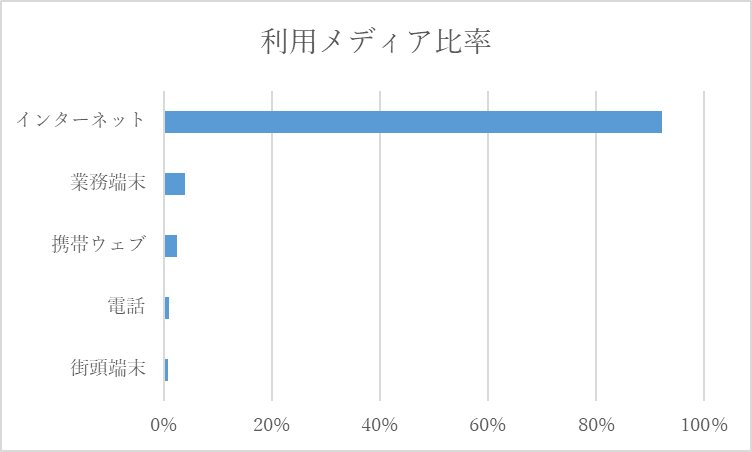 利用メディア比率
インターネット
業務端末
携帯ウェブ
電話
街頭端末
0% 20% 40% 60% 80% 100%